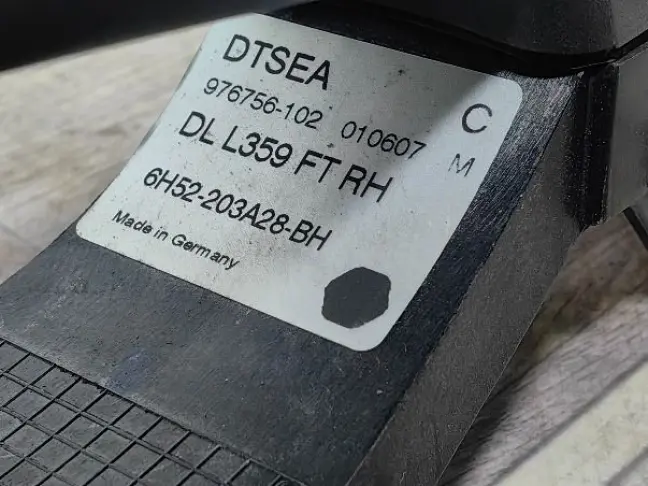 DTSEA
C
976756-102 010607 M
DL L359 FT RH
6H52-203A28-BH
Made in Germany